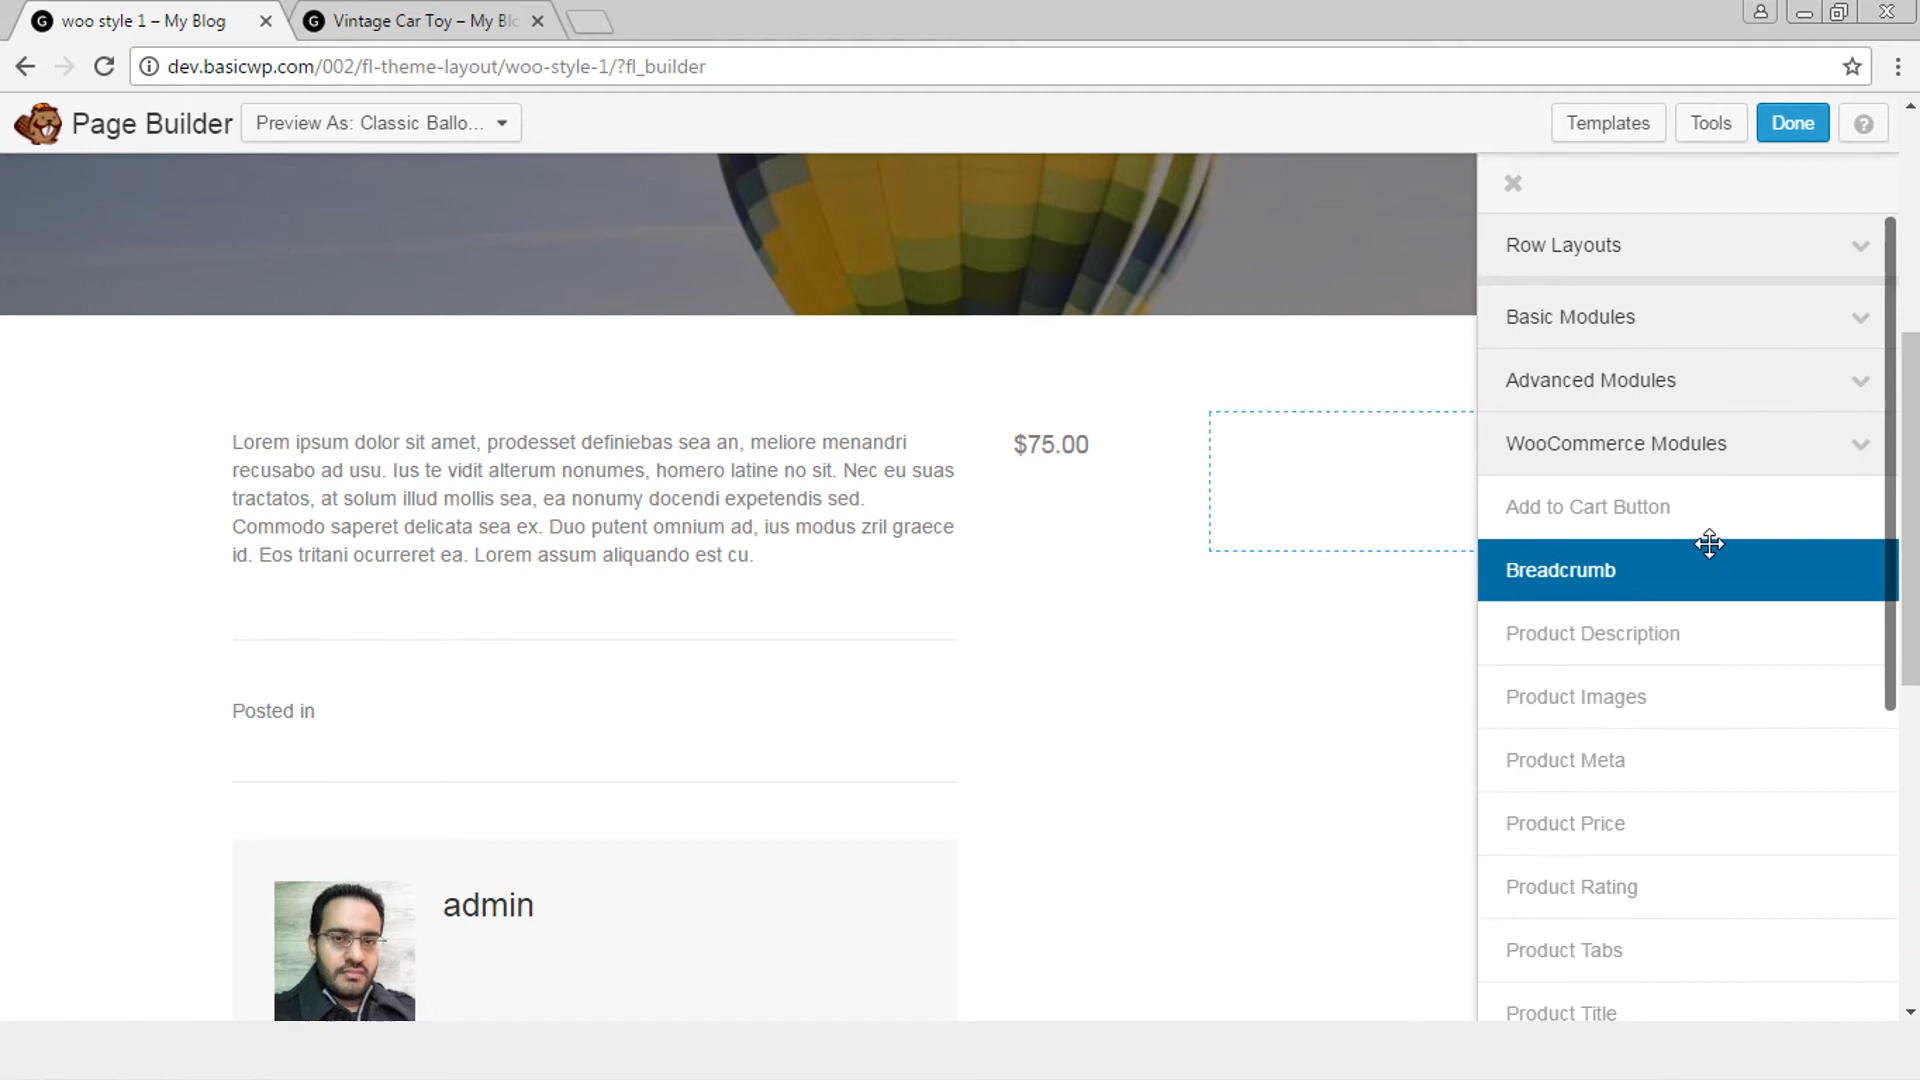 woo style 1 – My Blog
Vintage Car Toy – My Blo
dev.basicwp.com/002/fl-theme-layout/woo-style-1/?fl_builder
Page Builder
Preview As: Classic Ballo...
Templates
Tools
Done
?
Row Layouts
Basic Modules
Advanced Modules
WooCommerce Modules
Add to Cart Button
Breadcrumb
Product Description
Product Images
Product Meta
Product Price
Product Rating
Product Tabs
Product Title
Lorem ipsum dolor sit amet, prodesset definiebas sea an, meliore menandri
recusabo ad usu. Ius te vidit alterum nonumes, homero latine no sit. Nec eu suas
tractatos, at solum illud mollis sea, ea nonumy docendi expetendis sed.
Commodo saperet delicata sea ex. Duo putent omnium ad, ius modus zril graece
id. Eos tritani ocurreret ea. Lorem assum aliquando est cu.
$75.00
Posted in
admin